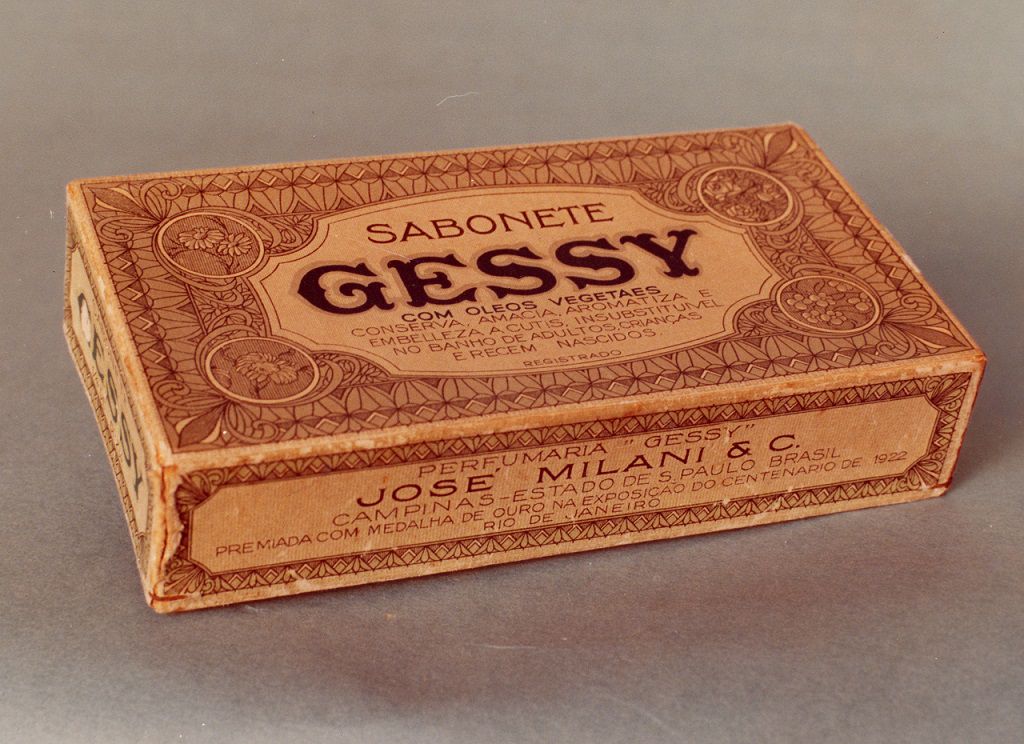 SABONETE
GESSY
COM OLEOS VEGETÃES
CONSERVA, AMACIA, AROMATIZA E
EMBELLEZA A CUTIS, INSUBSTITUIVEL
NO BANHO DE ADULTOS, CRIANÇAS
E RECEM NASCIDOS
REGISTRADO
GESSY
PERFUMARIA "GESSY"
JOSÉ MILANI & C.
CAMPINAS-ESTADO DE S. PAULO BRASIL
PREMIADA COM MEDALHA DE OURO NA EXPOSIÇÃO DO CENTENARIO DE 1922
RIO DE JANEIRO